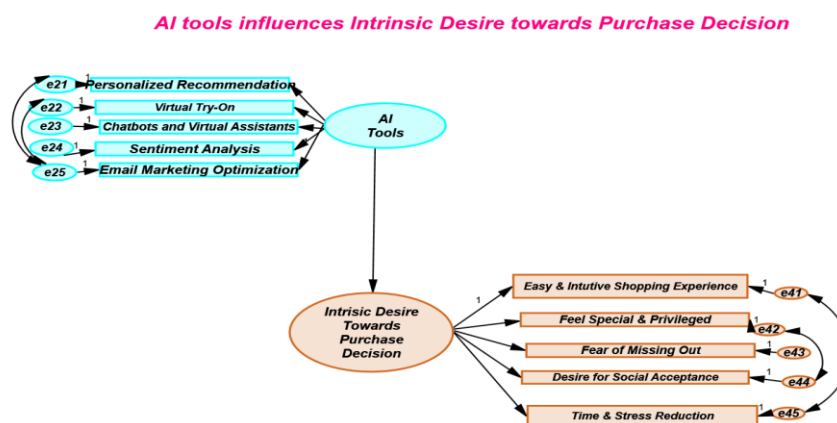 AI tools influences Intrinsic Desire towards Purchase Decision
e21 1 Personalized Recommendation
e22 1 Virtual Try-On
e23 1 Chatbots and Virtual Assistants
e24 1 Sentiment Analysis
e25 1 Email Marketing Optimization
AI
Tools
Intrisic Desire
Towards
Purchase
Decision
1
Easy & Intutive Shopping Experience 1 e41
Feel Special & Privileged 1 e42
Fear of Missing Out 1 e43
Desire for Social Acceptance 1 e44
Time & Stress Reduction 1 e45